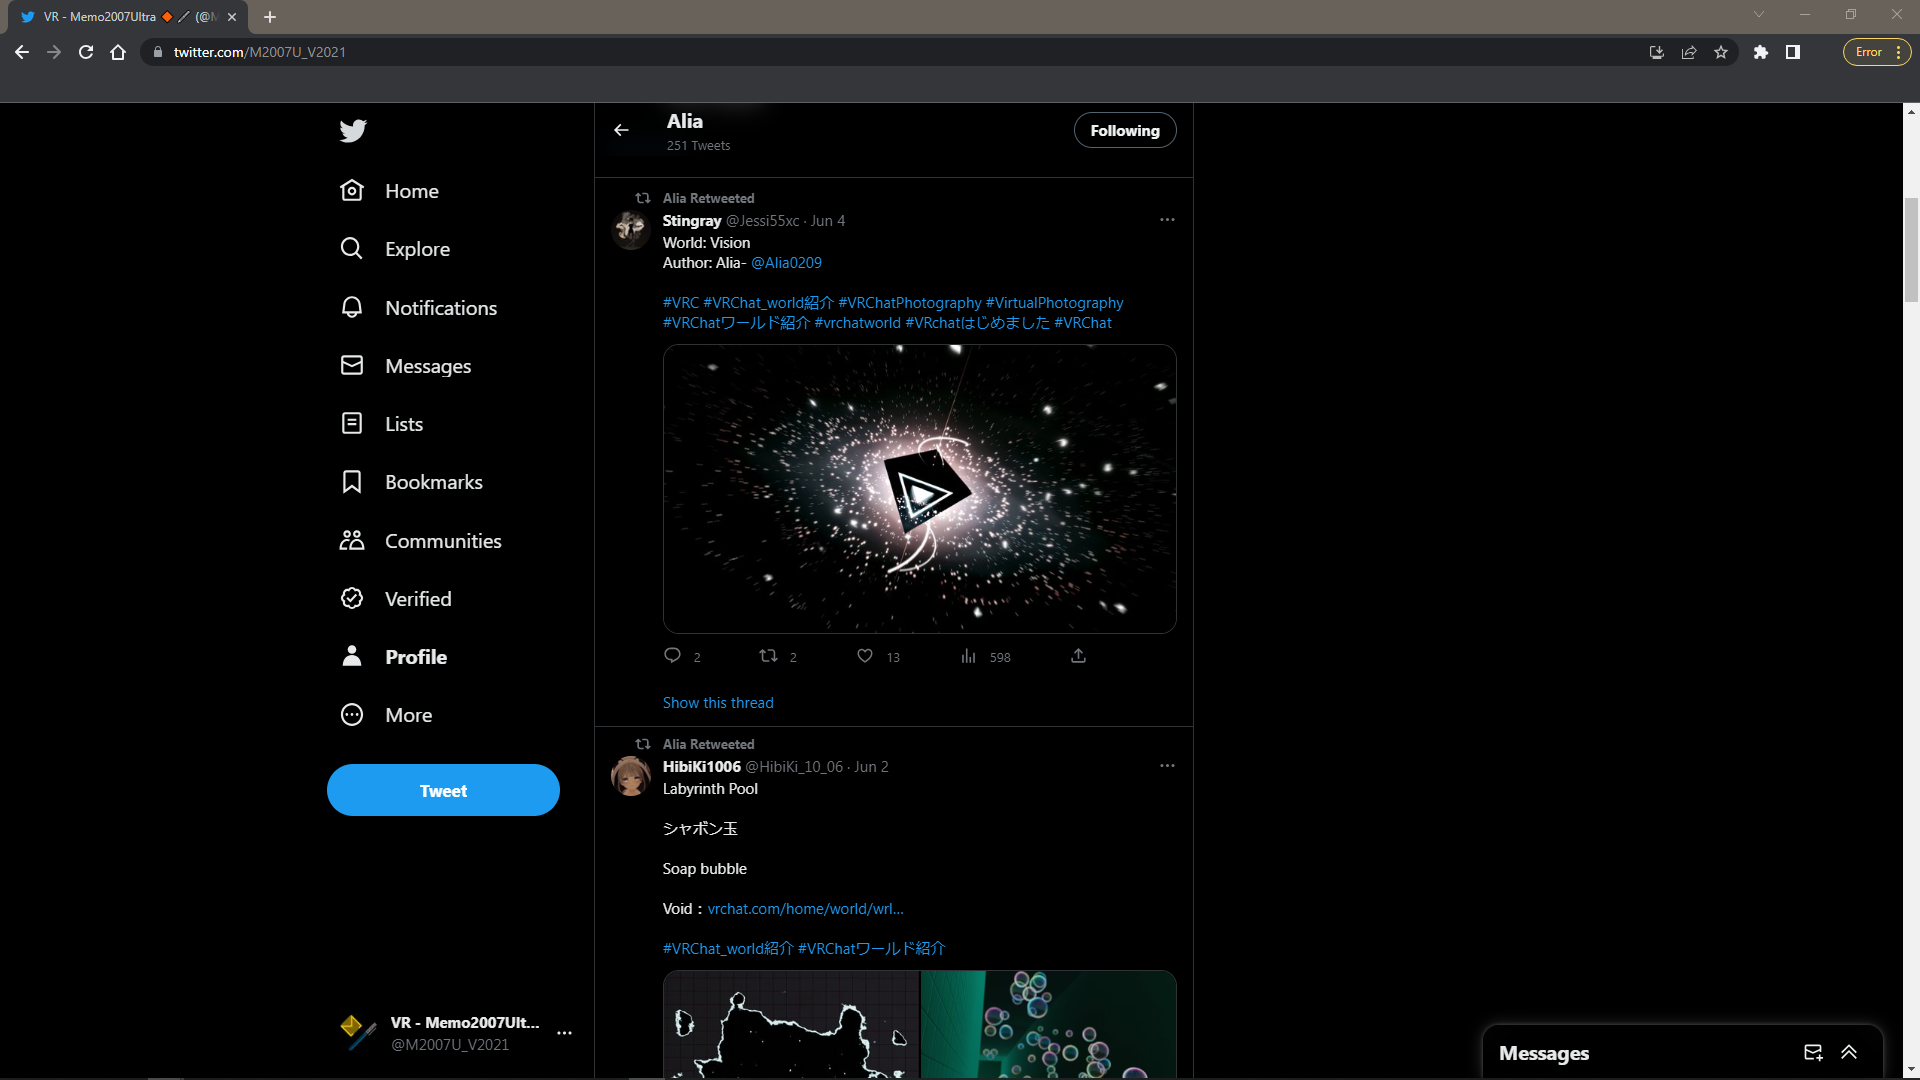 VR - Memo2007Ultra 🔶🖊 (@M
twitter.com/M2007U_V2021
Error
Home
Explore
Notifications
Messages
Lists
Bookmarks
Communities
Verified
Profile
More
Tweet
VR - Memo2007Ult...
@M2007U_V2021
Alia
251 Tweets
Following
Alia Retweeted
Stingray @Jessi55xc · Jun 4
World: Vision
Author: Alia- @Alia0209
#VRC #VRChat_world紹介 #VRChatPhotography #VirtualPhotography
#VRChatワールド紹介 #vrchatworld #VRchatはじめました #VRChat
2 2 13 598
Show this thread
Alia Retweeted
HibiKi1006 @HibiKi_10_06 · Jun 2
Labyrinth Pool
シャボン玉
Soap bubble
Void：vrchat.com/home/world/wrl...
#VRChat_world紹介 #VRChatワールド紹介
Messages